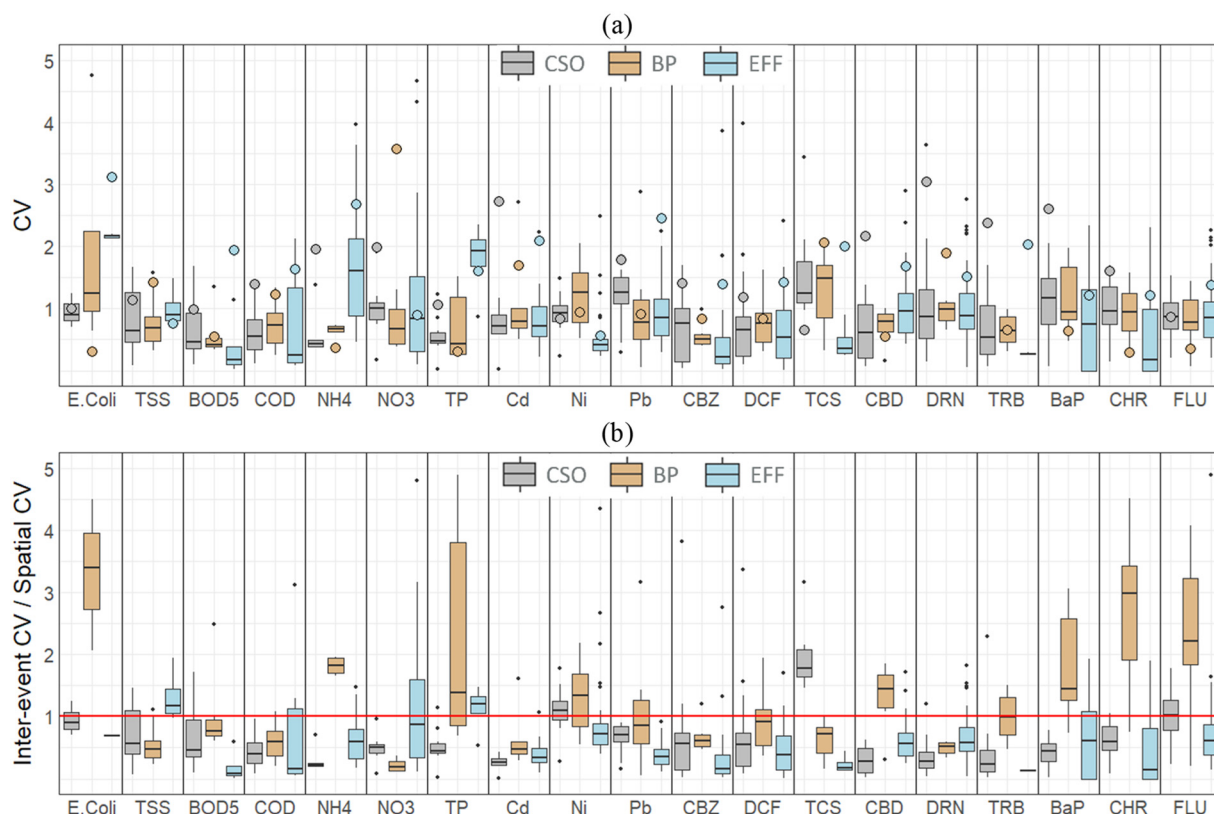 (a)
CSO BP EFF
5
4
3
2
1
CV
E.Coli TSS BOD5 COD NH4 NO3 TP Cd Ni Pb CBZ DCF TCS CBD DRN TRB BaP CHR FLU
(b)
CSO BP EFF
5
4
3
2
1
Inter-event CV / Spatial CV
E.Coli TSS BOD5 COD NH4 NO3 TP Cd Ni Pb CBZ DCF TCS CBD DRN TRB BaP CHR FLU